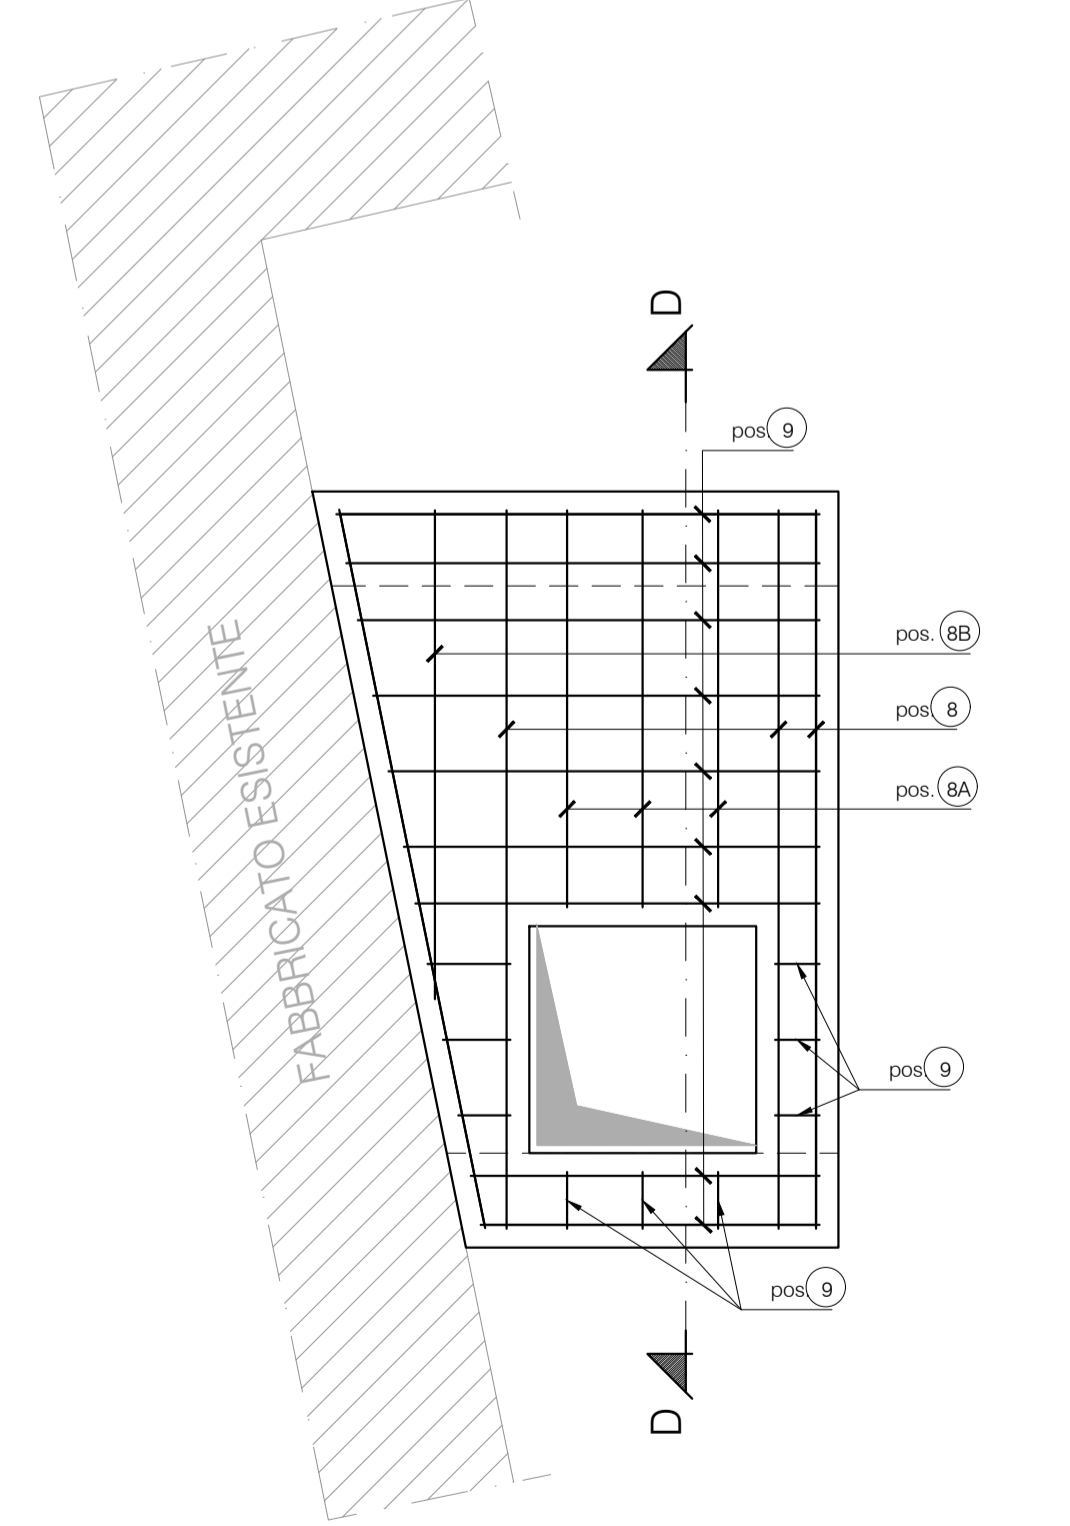 D
pos. 9
pos. 8B
pos. 8
pos. 8A
FABBRICATO ESISTENTE
pos. 9
pos. 9
D